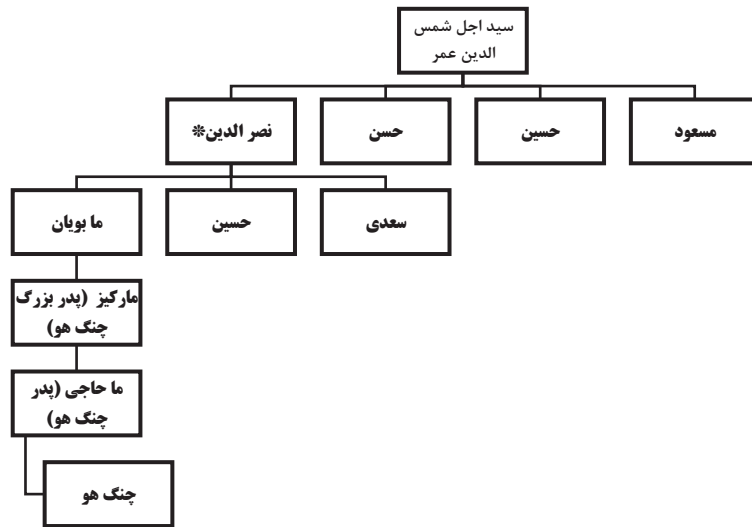 سید اجل شمس
الدین عمر
مسعود
حسین
حسن
نصر الدین*
سعدی
حسین
ما بویان
مارکیز (پدر بزرگ
چنگ هو)
ما حاجی (پدر
چنگ هو)
چنگ هو